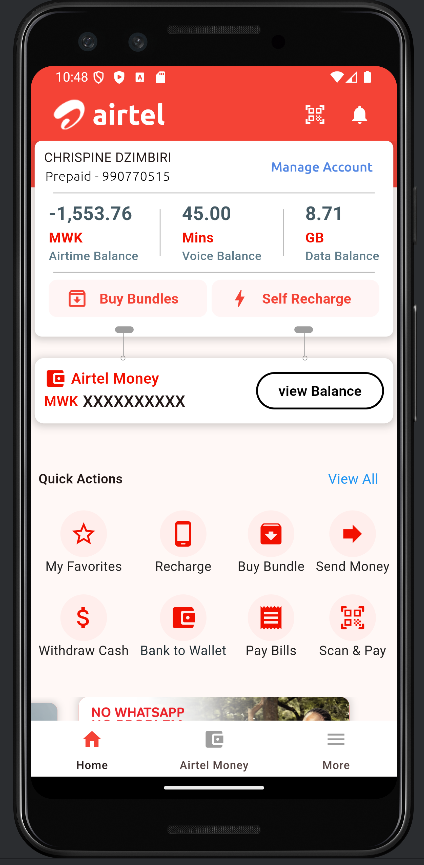 10:48
airtel
CHRISPINE DZIMBIRI
Prepaid - 990770515
Manage Account
-1,553.76 45.00 8.71
MWK Mins GB
Airtime Balance Voice Balance Data Balance
Buy Bundles Self Recharge
Airtel Money
MWK XXXXXXXXXX
view Balance
Quick Actions View All
My Favorites Recharge Buy Bundle Send Money
Withdraw Cash Bank to Wallet Pay Bills Scan & Pay
NO WHATSAPP
Home Airtel Money More